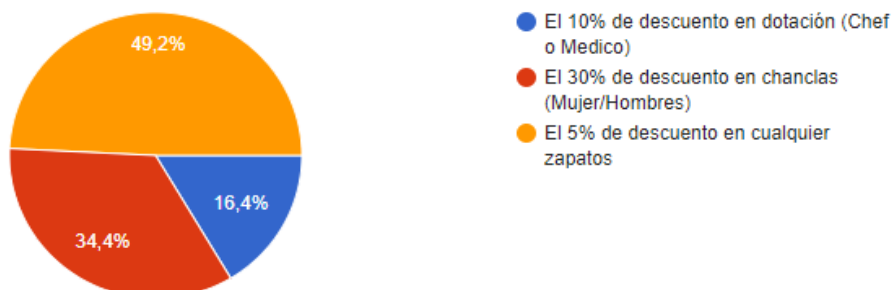 49,2%
16,4%
34,4%
El 10% de descuento en dotación (Chef
o Medico)
El 30% de descuento en chanclas
(Mujer/Hombres)
El 5% de descuento en cualquier
zapatos